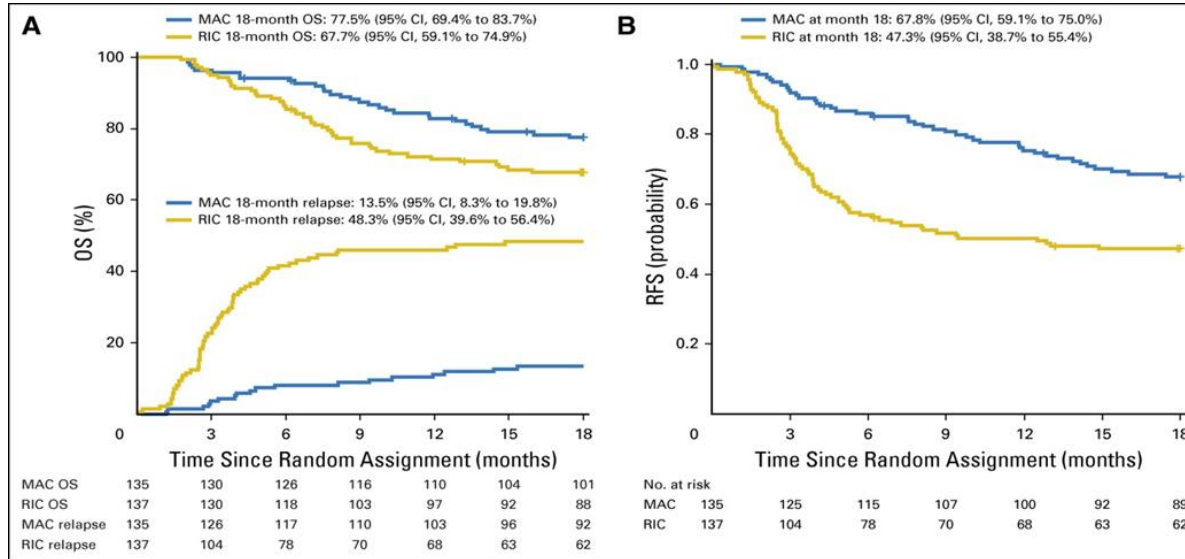 A
MAC 18-month OS: 77.5% (95% CI, 69.4% to 83.7%)
RIC 18-month OS: 67.7% (95% CI, 59.1% to 74.9%)
100
80
60
40
20
OS (%)
MAC 18-month relapse: 13.5% (95% CI, 8.3% to 19.8%)
RIC 18-month relapse: 48.3% (95% CI, 39.6% to 56.4%)
0 3 6 9 12 15 18
Time Since Random Assignment (months)
MAC OS 135 130 126 116 110 104 101
RIC OS 137 130 118 103 97 92 88
MAC relapse 135 126 117 110 103 96 92
RIC relapse 137 104 78 70 68 63 62
B
MAC at month 18: 67.8% (95% CI, 59.1% to 75.0%)
RIC at month 18: 47.3% (95% CI, 38.7% to 55.4%)
1.0
0.8
0.6
0.4
0.2
RFS (probability)
0 3 6 9 12 15 18
Time Since Random Assignment (months)
No. at risk
MAC 135 125 115 107 100 92 89
RIC 137 104 78 70 68 63 62